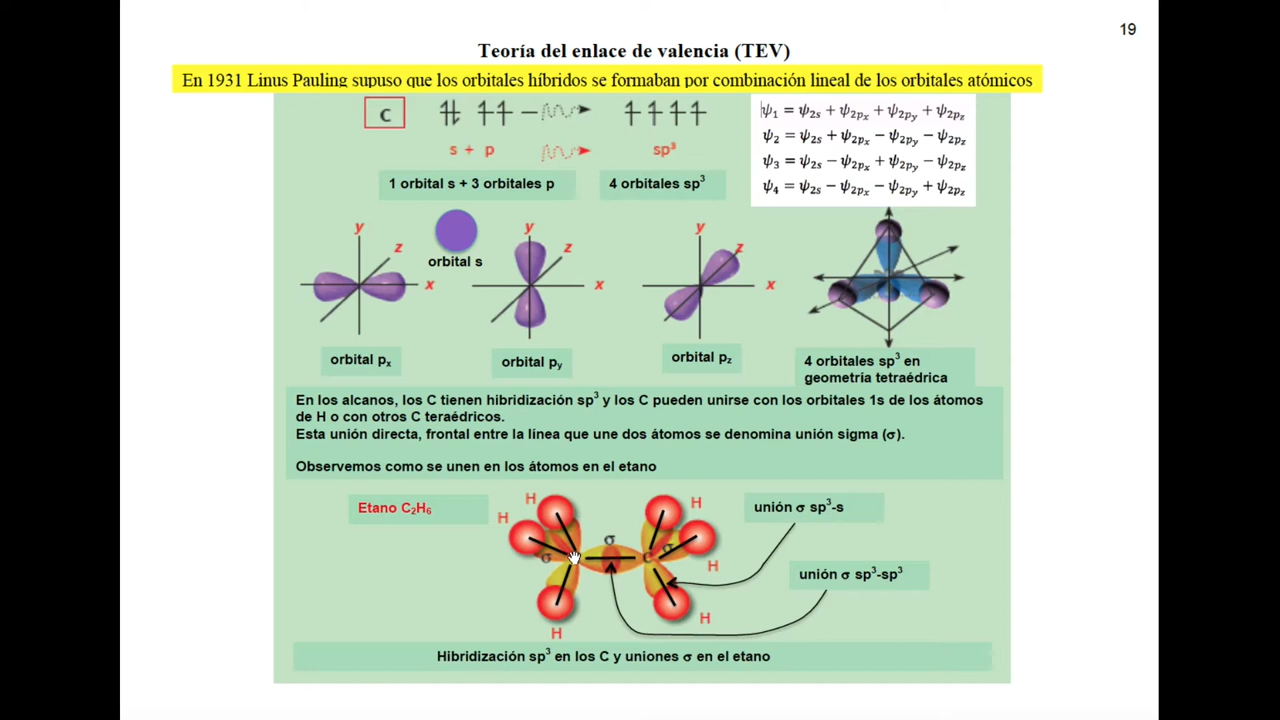 19
Teoría del enlace de valencia (TEV)
En 1931 Linus Pauling supuso que los orbitales híbridos se formaban por combinación lineal de los orbitales atómicos
C
s + p
sp³
1 orbital s + 3 orbitales p
4 orbitales sp³
ψ₁ = ψ₂ₛ + ψ₂ₚₓ + ψ₂ₚᵧ + ψ₂ₚz
ψ₂ = ψ₂ₛ + ψ₂ₚₓ − ψ₂ₚᵧ − ψ₂ₚz
ψ₃ = ψ₂ₛ − ψ₂ₚₓ + ψ₂ₚᵧ − ψ₂ₚz
ψ₄ = ψ₂ₛ − ψ₂ₚₓ − ψ₂ₚᵧ + ψ₂ₚz
y
z
x
orbital s
y
z
x
y
z
x
orbital pₓ
orbital pᵧ
orbital pz
4 orbitales sp³ en
geometría tetraédrica
En los alcanos, los C tienen hibridización sp³ y los C pueden unirse con los orbitales 1s de los átomos
de H o con otros C teraédricos.
Esta unión directa, frontal entre la línea que une dos átomos se denomina unión sigma (σ).
Observemos como se unen en los átomos en el etano
Etano C₂H₆
H
H
H
σ
σ
C
σ
H
H
H
unión σ sp³-s
unión σ sp³-sp³
Hibridización sp³ en los C y uniones σ en el etano